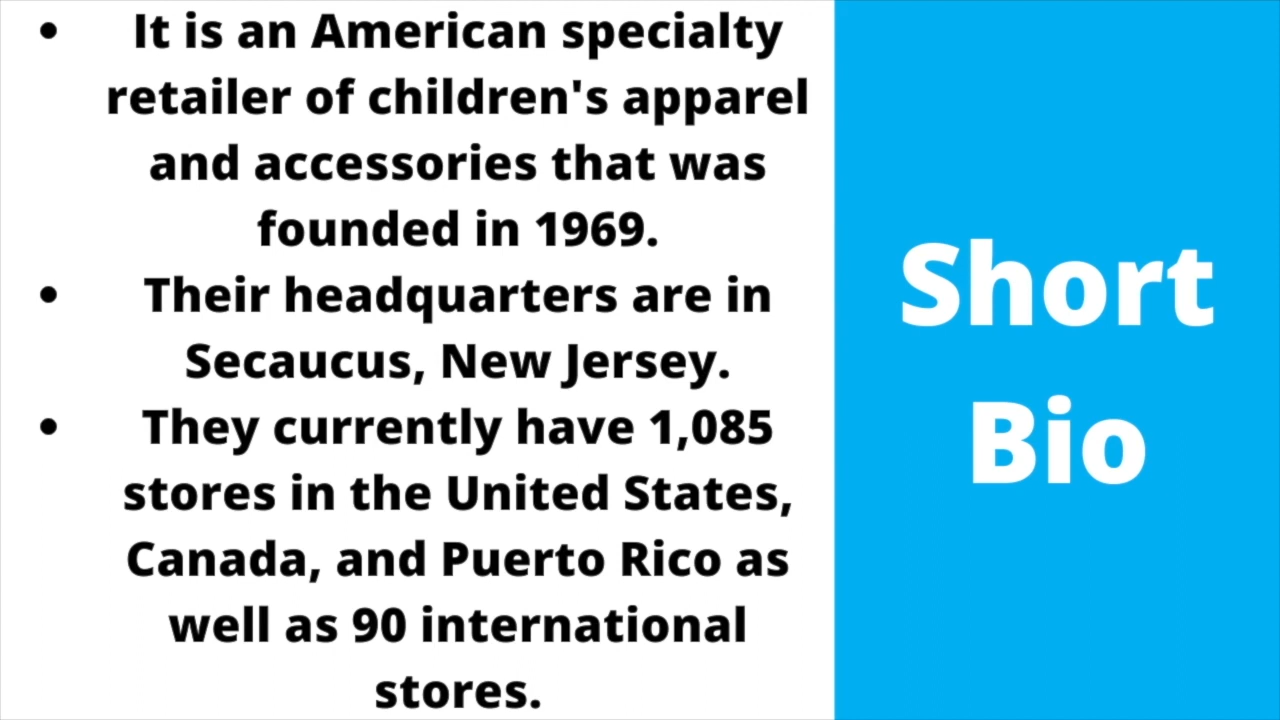 • It is an American specialty
retailer of children's apparel
and accessories that was
founded in 1969.
• Their headquarters are in
Secaucus, New Jersey.
• They currently have 1,085
stores in the United States,
Canada, and Puerto Rico as
well as 90 international
stores.
Short
Bio